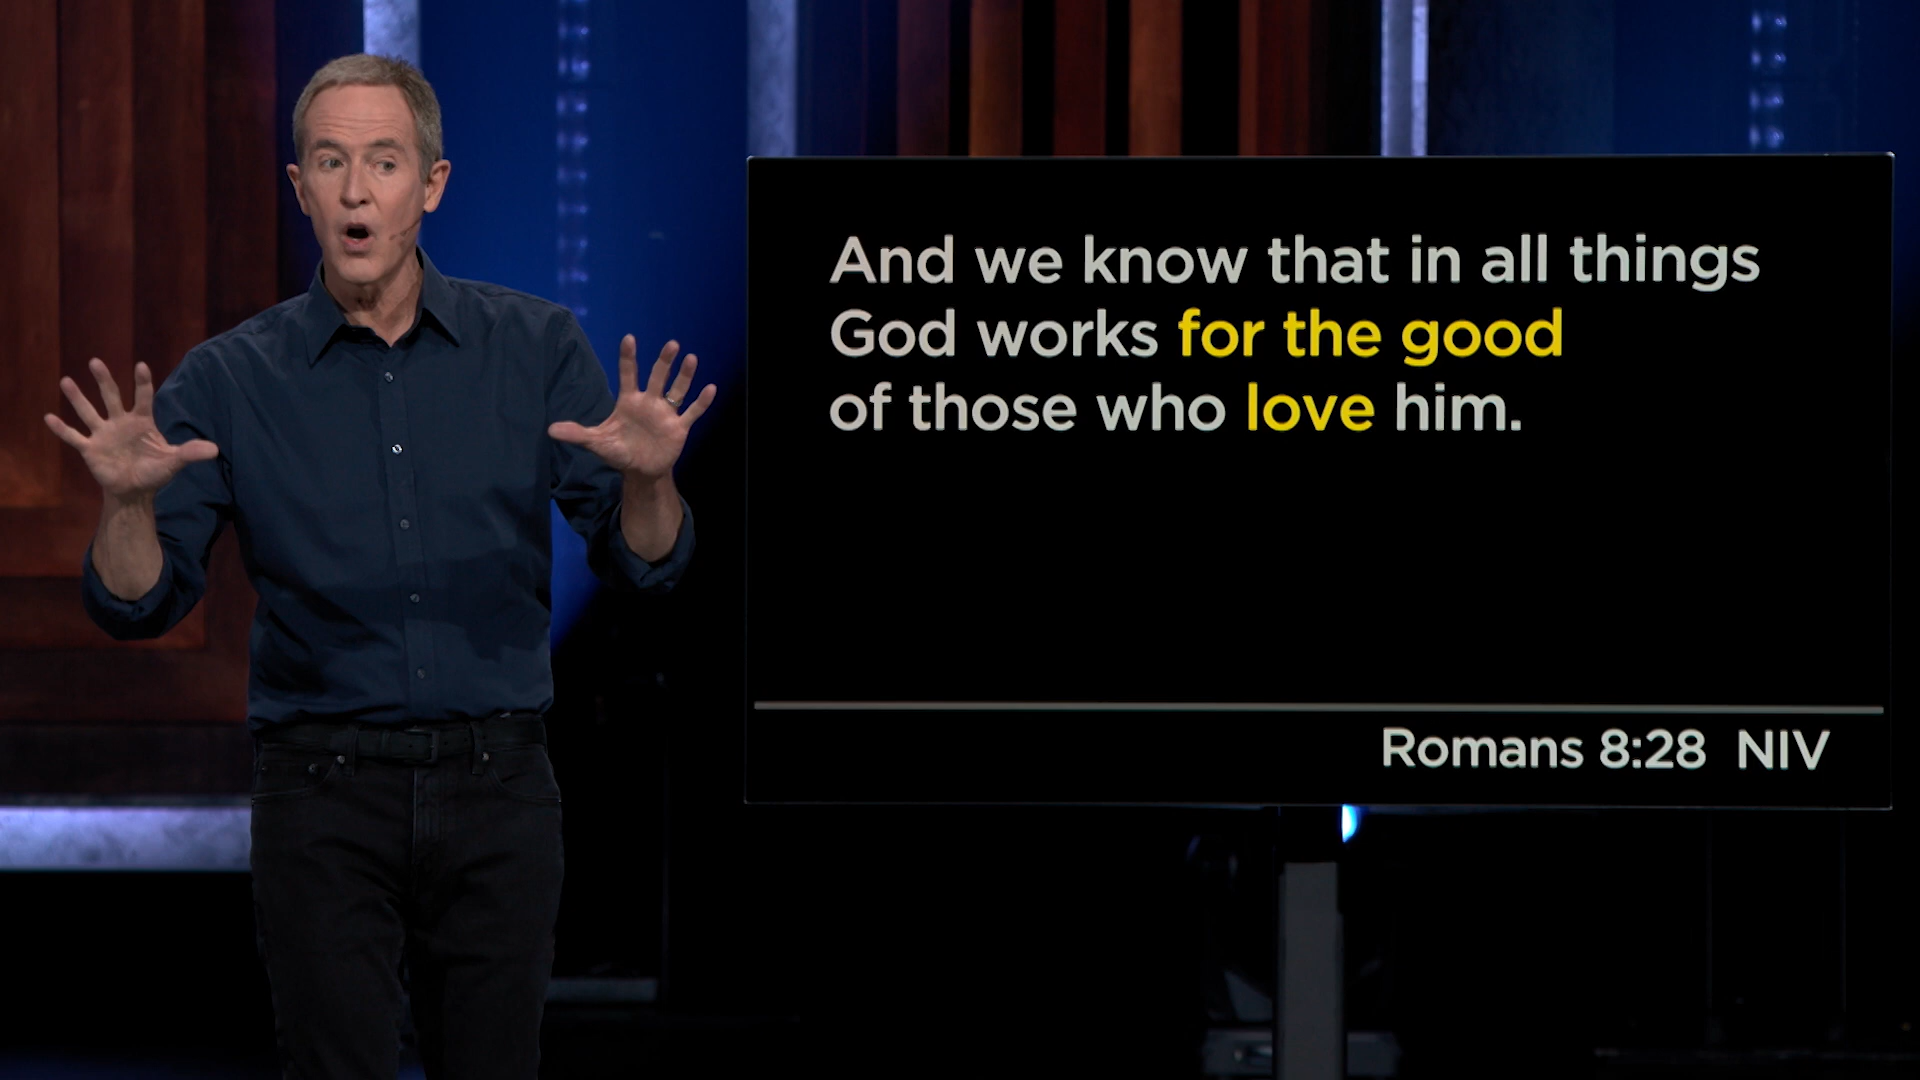 And we know that in all things
God works for the good
of those who love him.
Romans 8:28 NIV